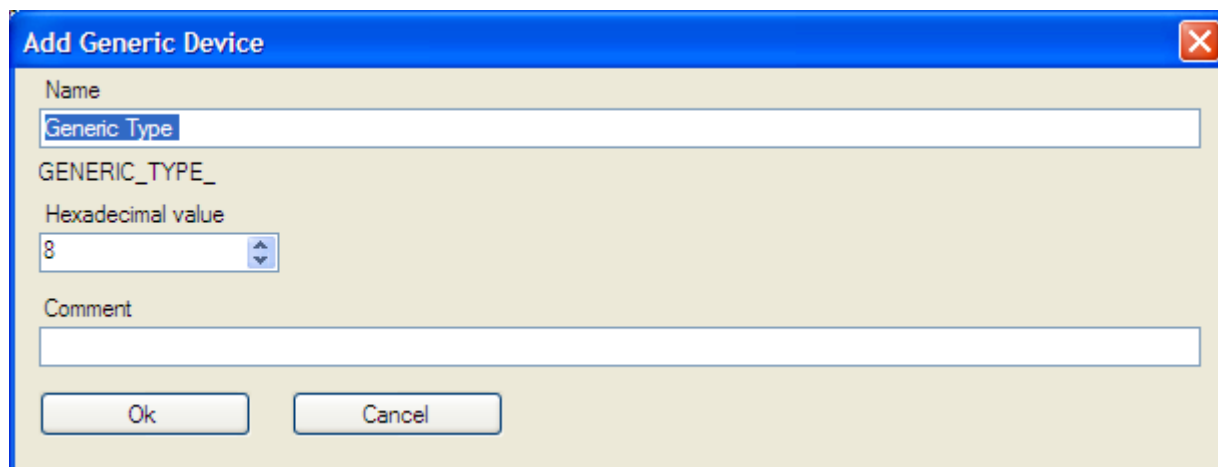 Add Generic Device
Name
Generic Type
GENERIC_TYPE_
Hexadecimal value
8
Comment
Ok Cancel